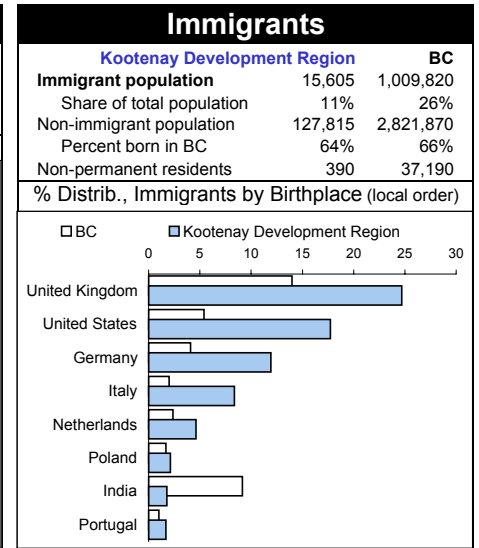 Immigrants
Kootenay Development Region BC
Immigrant population 15,605 1,009,820
Share of total population 11% 26%
Non-immigrant population 127,815 2,821,870
Percent born in BC 64% 66%
Non-permanent residents 390 37,190
% Distrib., Immigrants by Birthplace (local order)
BC Kootenay Development Region
0 5 10 15 20 25 30
United Kingdom
United States
Germany
Italy
Netherlands
Poland
India
Portugal